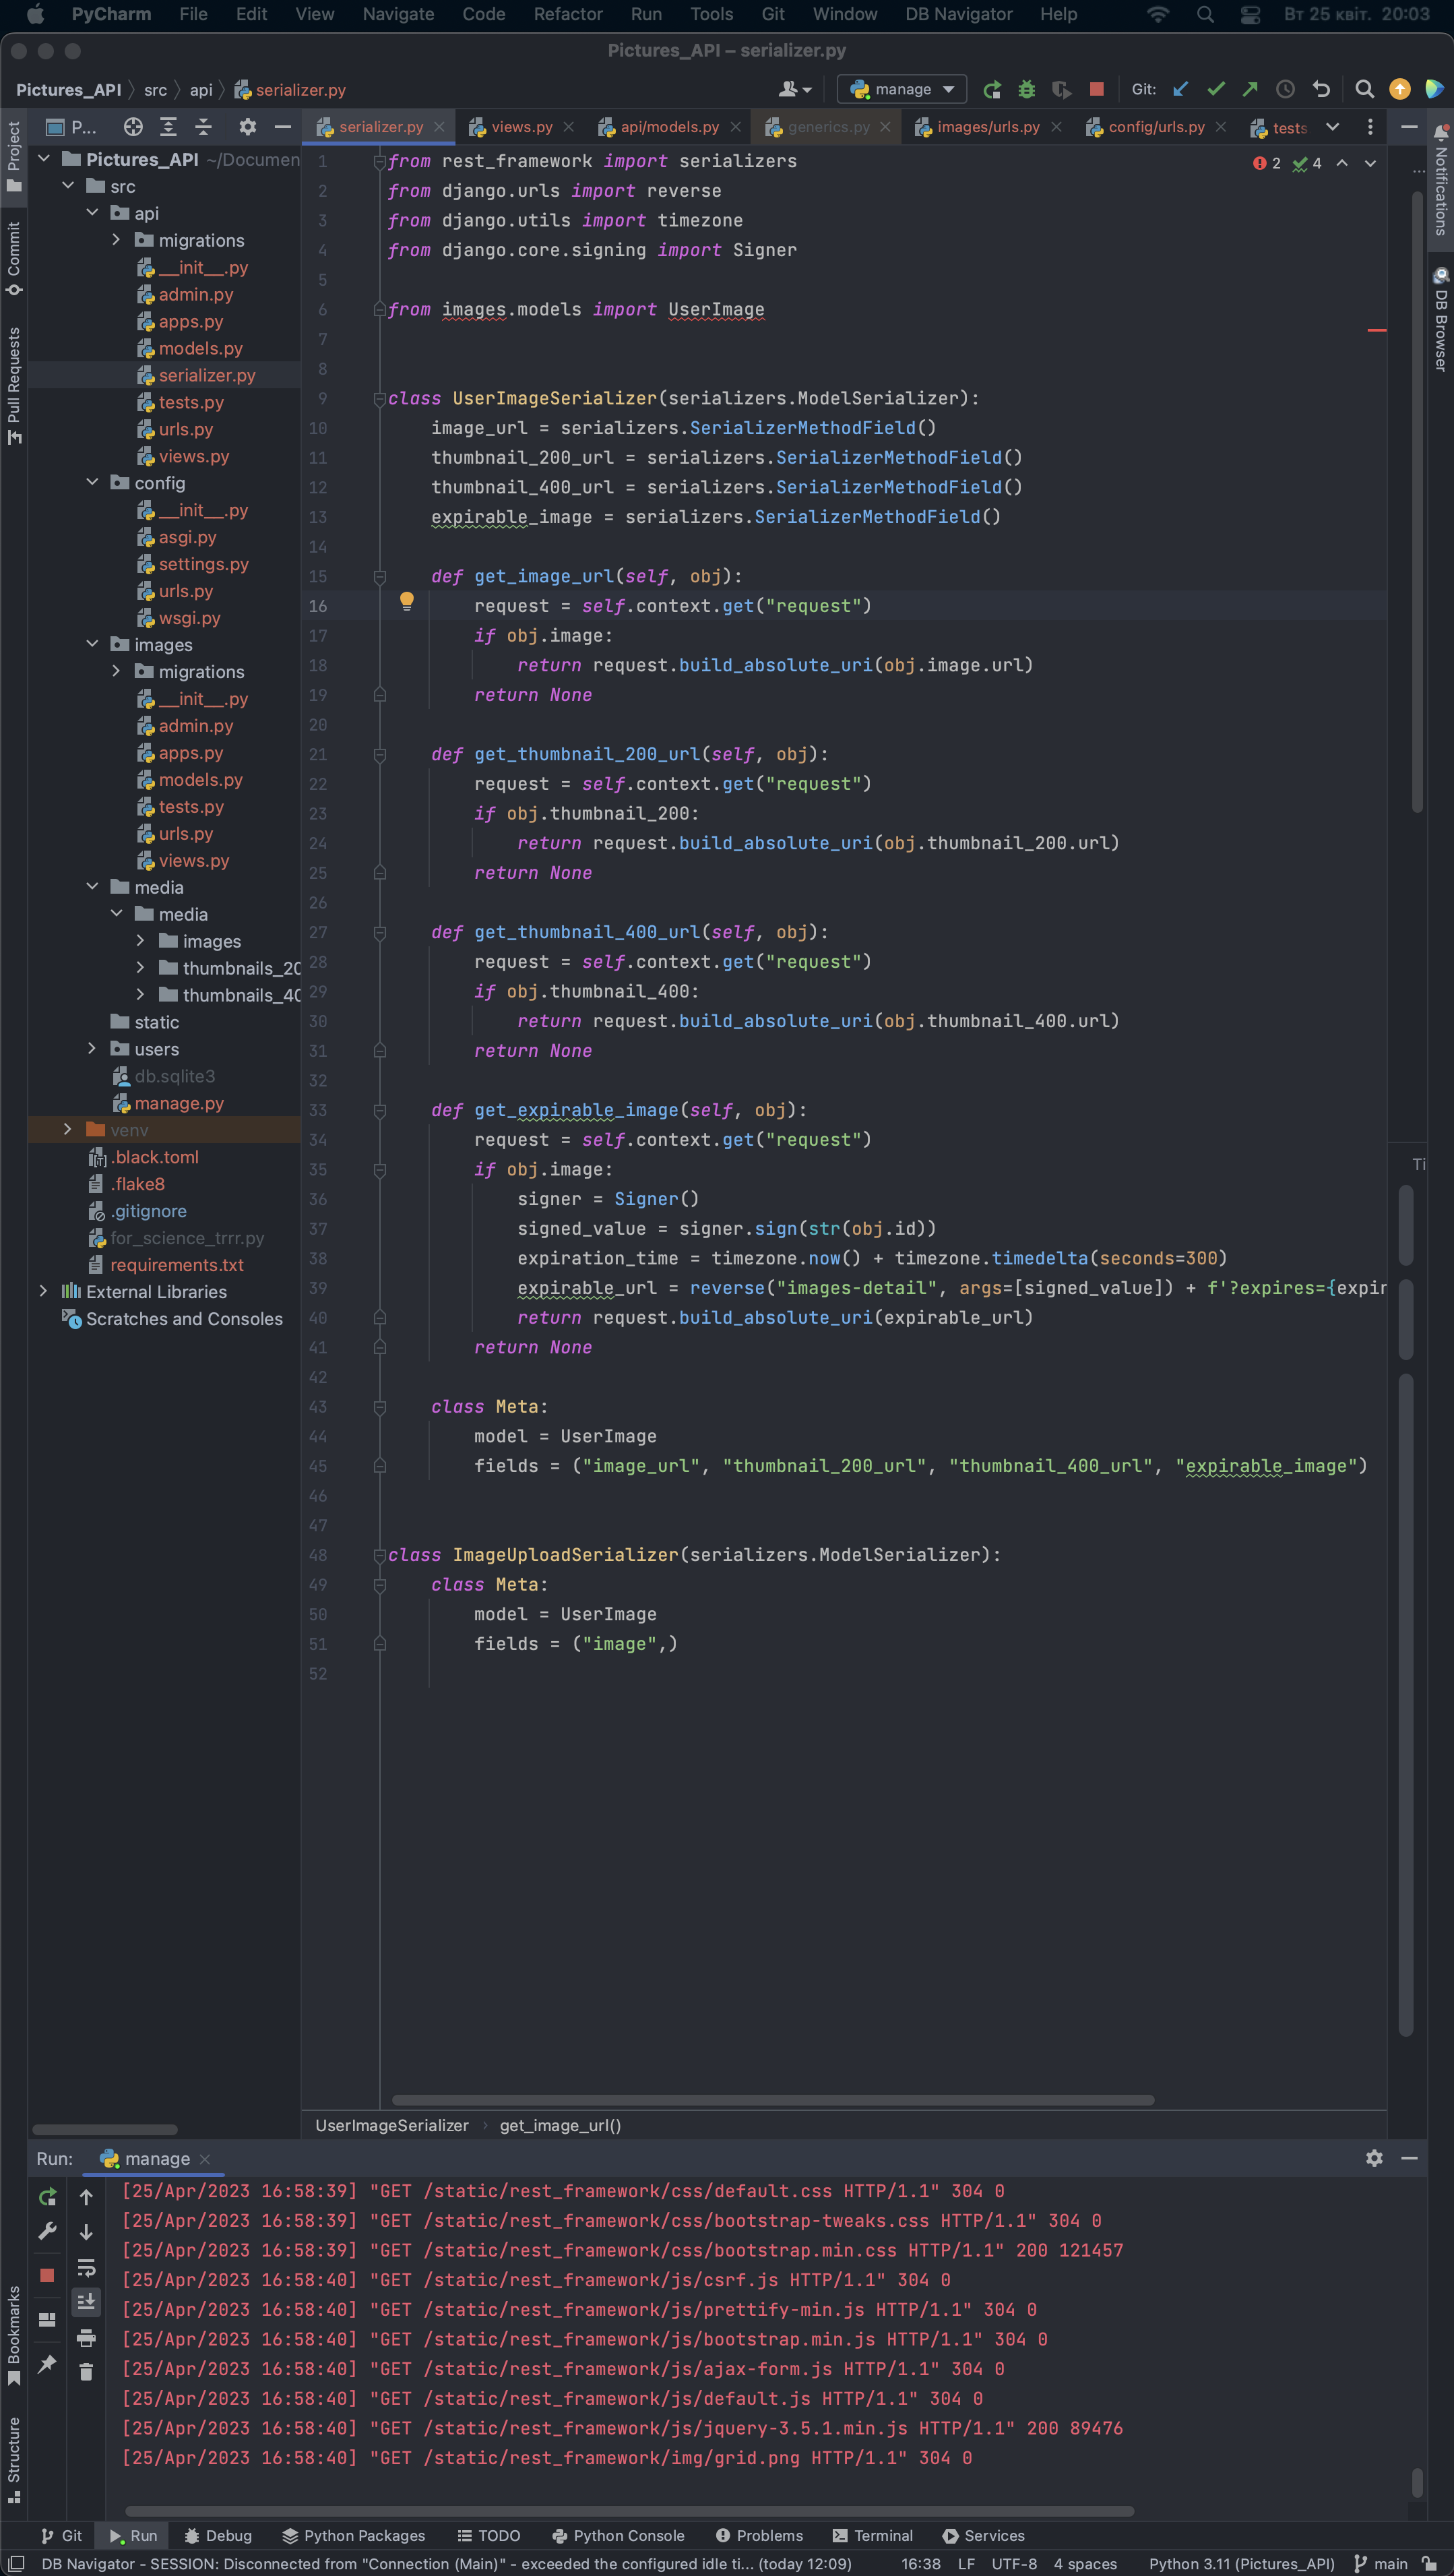 PyCharm File Edit View Navigate Code Refactor Run Tools Git Window DB Navigator Help Вт 25 квіт. 20:03
Pictures_API – serializer.py
Pictures_API src api serializer.py manage Git:
P... serializer.py views.py api/models.py generics.py images/urls.py config/urls.py tests
Project
Commit
Pull Requests
Bookmarks
Structure
Notifications
DB Browser
Pictures_API ~/Documen
src
api
migrations
__init__.py
admin.py
apps.py
models.py
serializer.py
tests.py
urls.py
views.py
config
__init__.py
asgi.py
settings.py
urls.py
wsgi.py
images
migrations
__init__.py
admin.py
apps.py
models.py
tests.py
urls.py
views.py
media
media
images
thumbnails_20
thumbnails_40
static
users
db.sqlite3
manage.py
venv
.black.toml
.flake8
.gitignore
for_science_trrr.py
requirements.txt
External Libraries
Scratches and Consoles
2 4
1 from rest_framework import serializers
2 from django.urls import reverse
3 from django.utils import timezone
4 from django.core.signing import Signer
5
6 from images.models import UserImage
7
8
9 class UserImageSerializer(serializers.ModelSerializer):
10 image_url = serializers.SerializerMethodField()
11 thumbnail_200_url = serializers.SerializerMethodField()
12 thumbnail_400_url = serializers.SerializerMethodField()
13 expirable_image = serializers.SerializerMethodField()
14
15 def get_image_url(self, obj):
16 request = self.context.get("request")
17 if obj.image:
18 return request.build_absolute_uri(obj.image.url)
19 return None
20
21 def get_thumbnail_200_url(self, obj):
22 request = self.context.get("request")
23 if obj.thumbnail_200:
24 return request.build_absolute_uri(obj.thumbnail_200.url)
25 return None
26
27 def get_thumbnail_400_url(self, obj):
28 request = self.context.get("request")
29 if obj.thumbnail_400:
30 return request.build_absolute_uri(obj.thumbnail_400.url)
31 return None
32
33 def get_expirable_image(self, obj):
34 request = self.context.get("request")
35 if obj.image:
36 signer = Signer()
37 signed_value = signer.sign(str(obj.id))
38 expiration_time = timezone.now() + timezone.timedelta(seconds=300)
39 expirable_url = reverse("images-detail", args=[signed_value]) + f'?expires={expir
40 return request.build_absolute_uri(expirable_url)
41 return None
42
43 class Meta:
44 model = UserImage
45 fields = ("image_url", "thumbnail_200_url", "thumbnail_400_url", "expirable_image")
46
47
48 class ImageUploadSerializer(serializers.ModelSerializer):
49 class Meta:
50 model = UserImage
51 fields = ("image",)
52
Ti
UserImageSerializer get_image_url()
Run: manage
[25/Apr/2023 16:58:39] "GET /static/rest_framework/css/default.css HTTP/1.1" 304 0
[25/Apr/2023 16:58:39] "GET /static/rest_framework/css/bootstrap-tweaks.css HTTP/1.1" 304 0
[25/Apr/2023 16:58:39] "GET /static/rest_framework/css/bootstrap.min.css HTTP/1.1" 200 121457
[25/Apr/2023 16:58:40] "GET /static/rest_framework/js/csrf.js HTTP/1.1" 304 0
[25/Apr/2023 16:58:40] "GET /static/rest_framework/js/prettify-min.js HTTP/1.1" 304 0
[25/Apr/2023 16:58:40] "GET /static/rest_framework/js/bootstrap.min.js HTTP/1.1" 304 0
[25/Apr/2023 16:58:40] "GET /static/rest_framework/js/ajax-form.js HTTP/1.1" 304 0
[25/Apr/2023 16:58:40] "GET /static/rest_framework/js/default.js HTTP/1.1" 304 0
[25/Apr/2023 16:58:40] "GET /static/rest_framework/js/jquery-3.5.1.min.js HTTP/1.1" 200 89476
[25/Apr/2023 16:58:40] "GET /static/rest_framework/img/grid.png HTTP/1.1" 304 0
Git Run Debug Python Packages TODO Python Console Problems Terminal Services
DB Navigator - SESSION: Disconnected from "Connection (Main)" - exceeded the configured idle ti... (today 12:09) 16:38 LF UTF-8 4 spaces Python 3.11 (Pictures_API) main